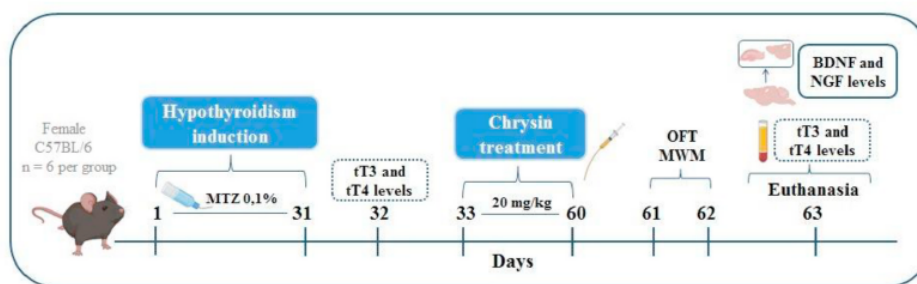 Female
C57BL/6
n = 6 per group
Hypothyroidism
induction
MTZ 0,1%
1
31
tT3 and
tT4 levels
32
Chrysin
treatment
20 mg/kg
33
60
OFT
MWM
61
62
BDNF and
NGF levels
tT3 and
tT4 levels
Euthanasia
63
Days